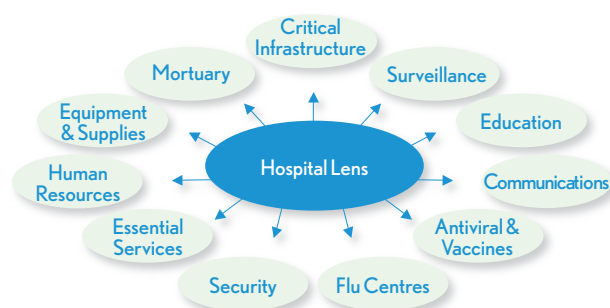 Critical
Infrastructure
Mortuary
Surveillance
Equipment
& Supplies
Education
Hospital Lens
Human
Resources
Communications
Essential
Services
Antiviral &
Vaccines
Security
Flu Centres